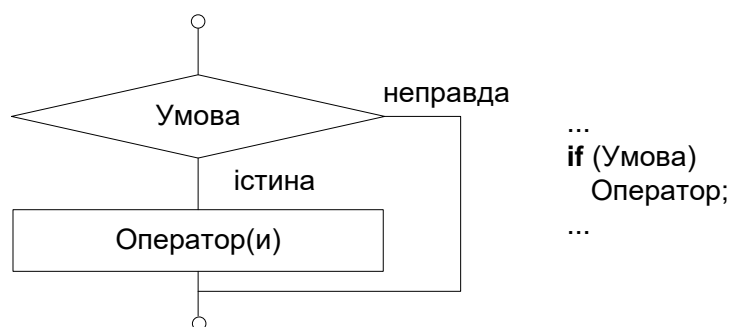 Умова
неправда
істина
Оператор(и)
...
if (Умова)
Оператор;
...